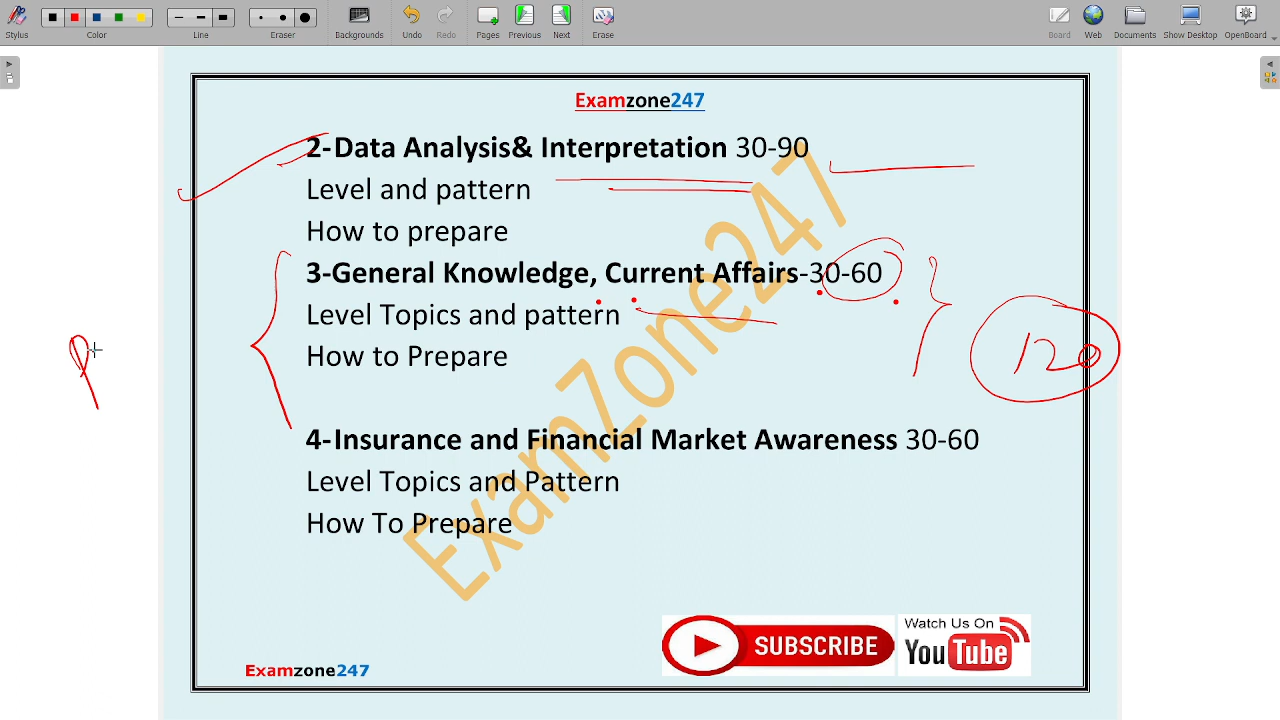 Stylus
Color
Line
Eraser
Backgrounds
Undo
Redo
Pages
Previous
Next
Erase
Board
Web
Documents
Show Desktop
OpenBoard
Examzone247
2-Data Analysis& Interpretation 30-90
Level and pattern
How to prepare
3-General Knowledge, Current Affairs-30-60
Level Topics and pattern
How to Prepare
120
4-Insurance and Financial Market Awareness 30-60
Level Topics and Pattern
How To Prepare
ExamZone247
SUBSCRIBE
Watch Us On
YouTube
Examzone247